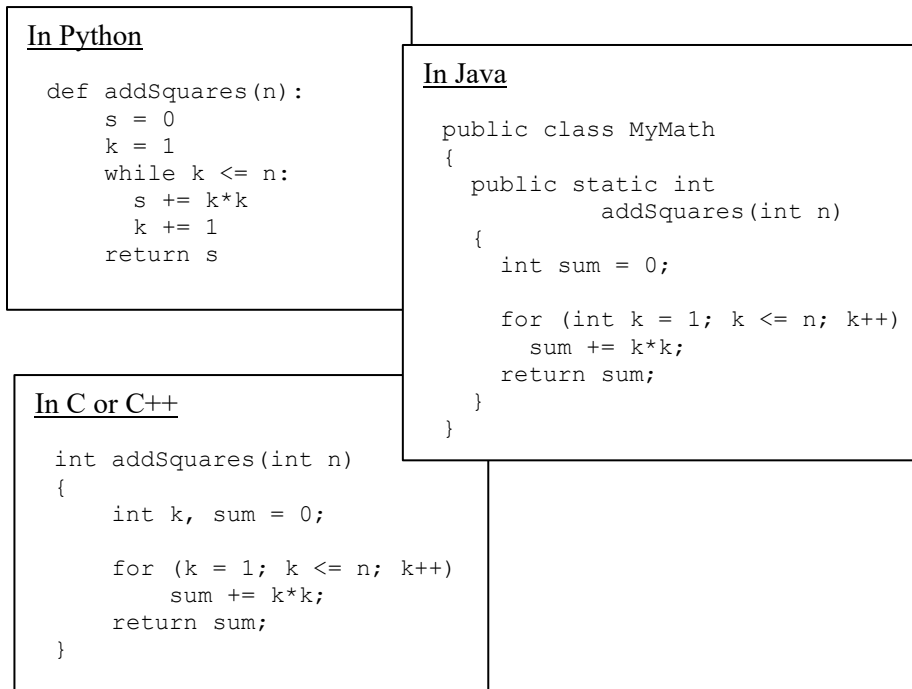 In Python
def addSquares(n):
    s = 0
    k = 1
    while k <= n:
      s += k*k
      k += 1
    return s
In Java
public class MyMath
{
  public static int
           addSquares(int n)
  {
    int sum = 0;

    for (int k = 1; k <= n; k++)
      sum += k*k;
    return sum;
  }
}
In C or C++
int addSquares(int n)
{
    int k, sum = 0;

    for (k = 1; k <= n; k++)
        sum += k*k;
    return sum;
}